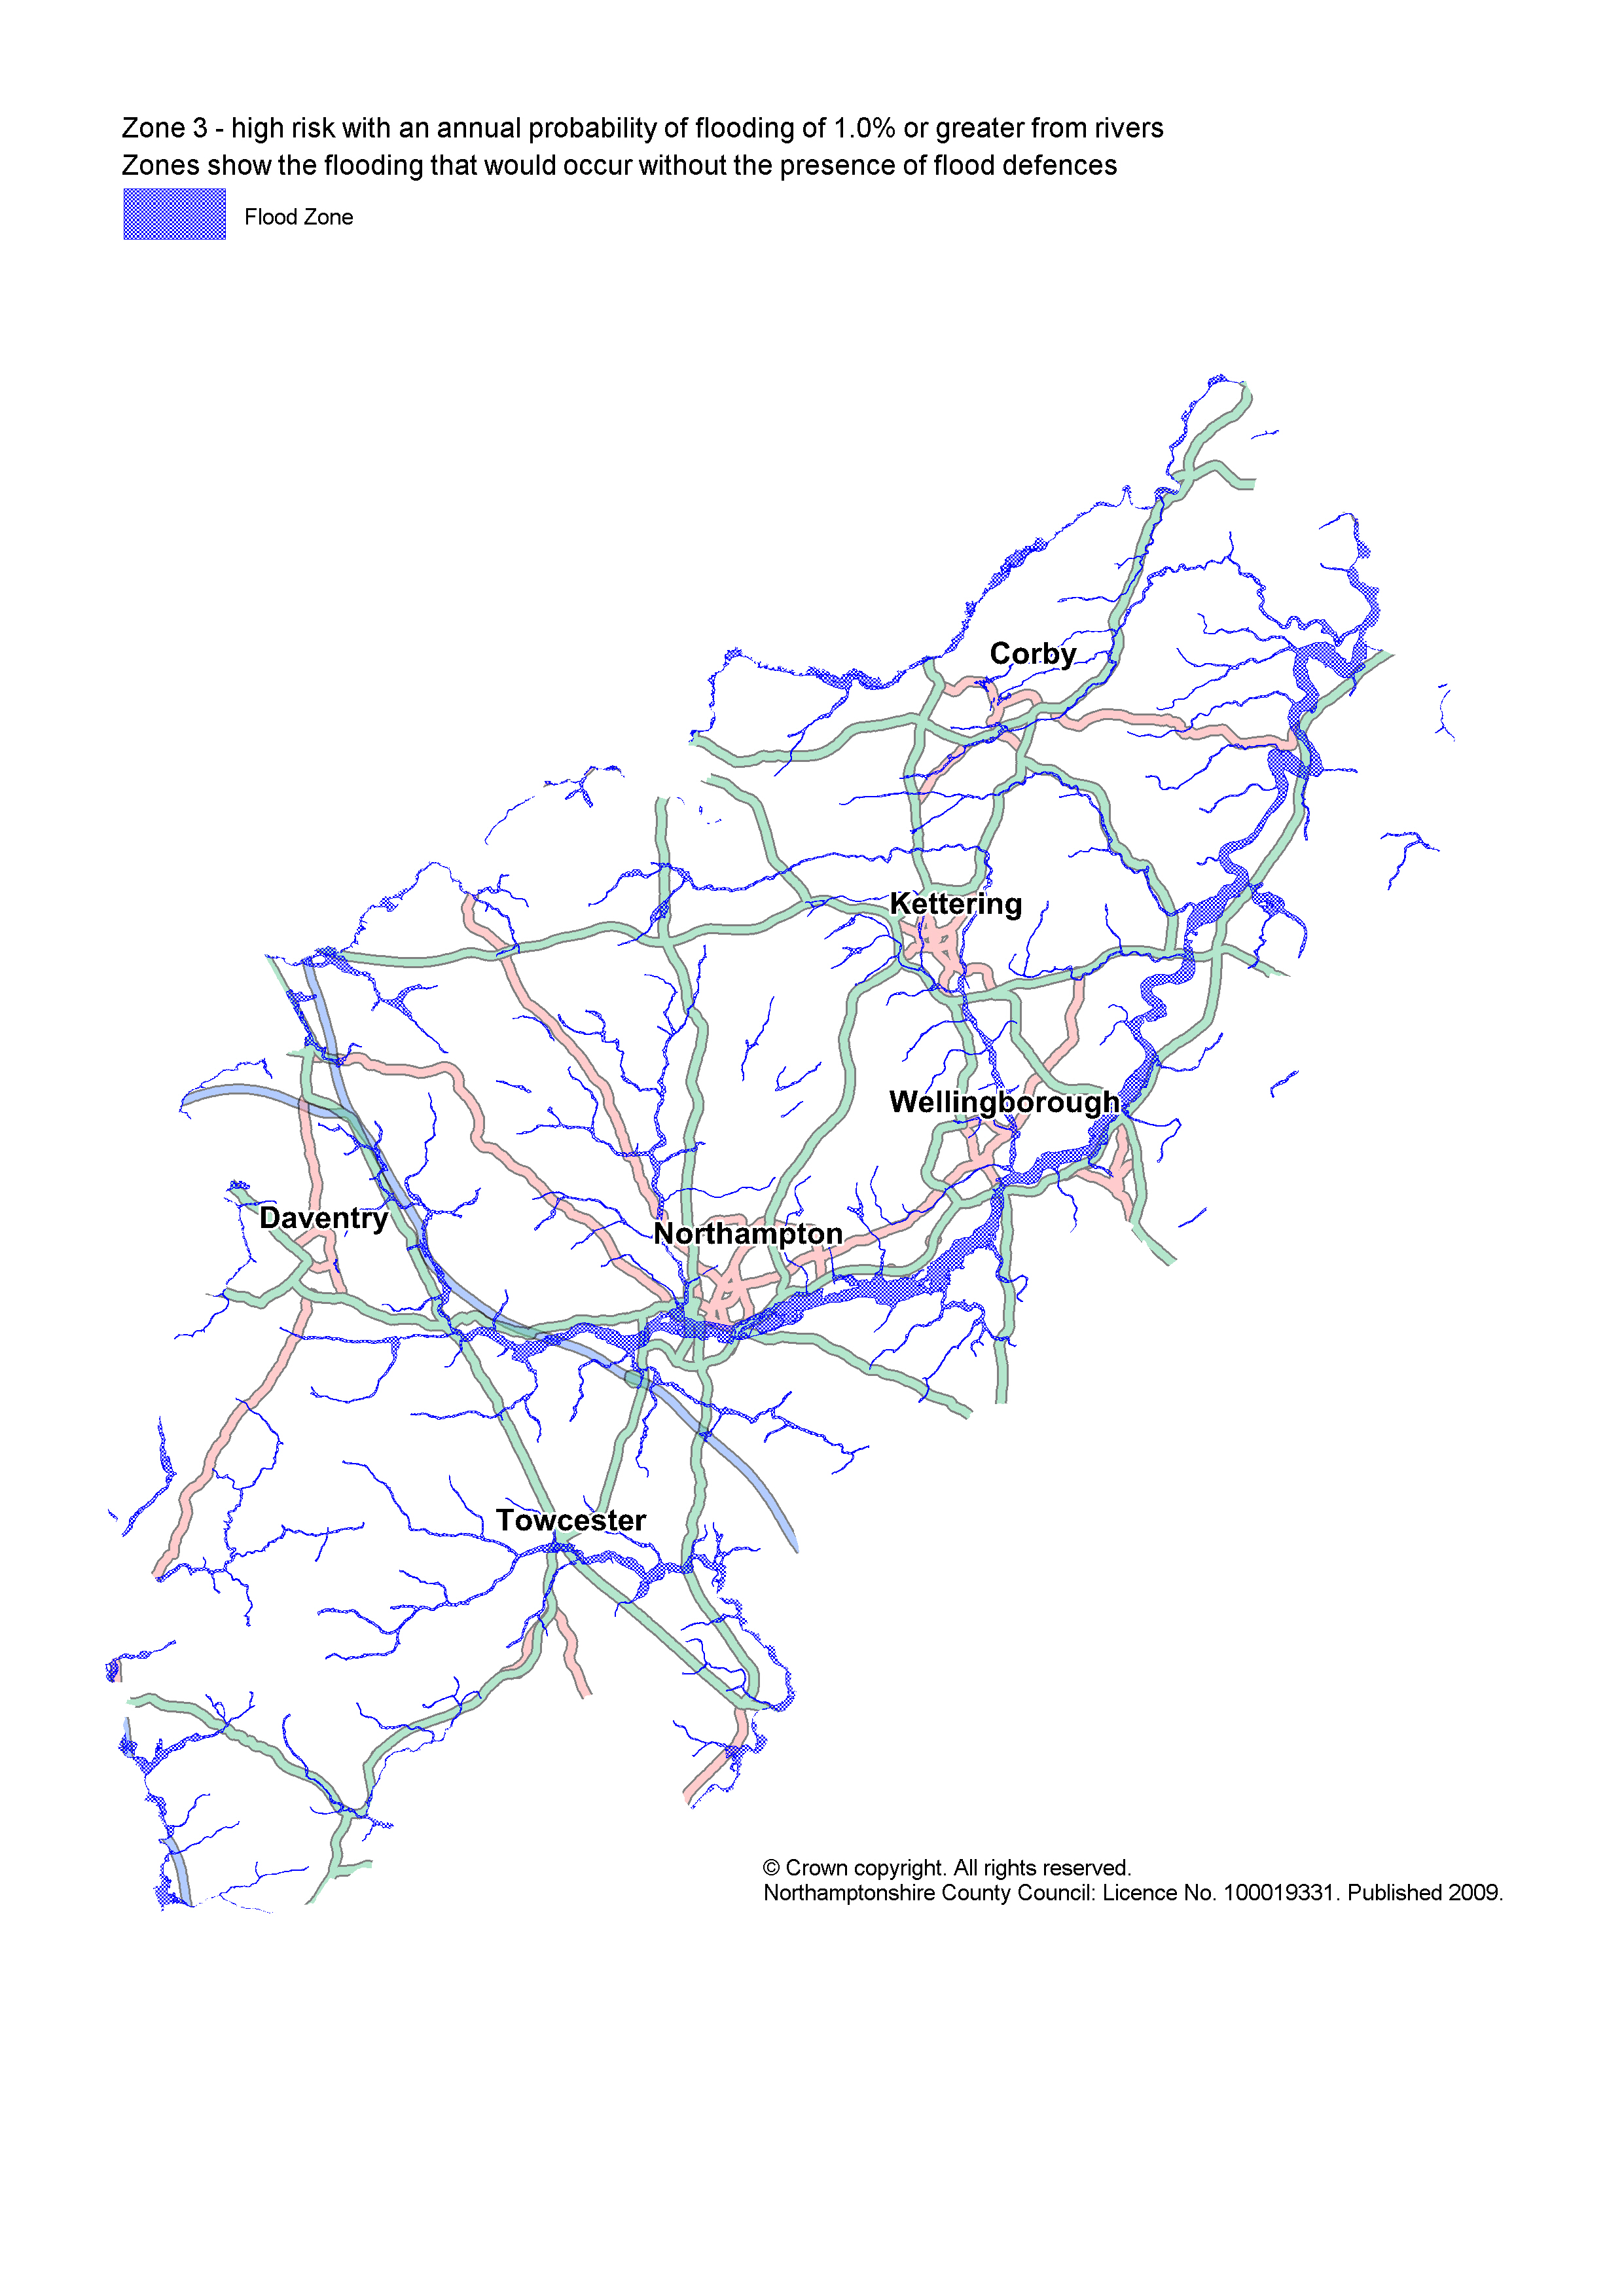 Zone 3 - high risk with an annual probability of flooding of 1.0% or greater from rivers
Zones show the flooding that would occur without the presence of flood defences
Flood Zone
Corby
Kettering
Wellingborough
Daventry
Northampton
Towcester
© Crown copyright. All rights reserved.
Northamptonshire County Council: Licence No. 100019331. Published 2009.